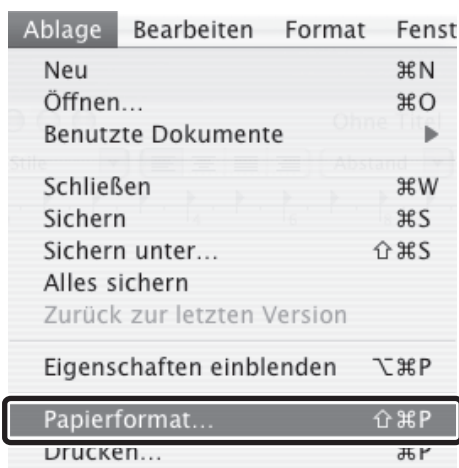 Ablage Bearbeiten Format Fenst
Neu ⌘N
Öffnen... ⌘O
Benutzte Dokumente ▶
Schließen ⌘W
Sichern ⌘S
Sichern unter... ⇧⌘S
Alles sichern
Zurück zur letzten Version
Eigenschaften einblenden ⌥⌘P
Papierformat... ⇧⌘P
Drucken... ⌘P